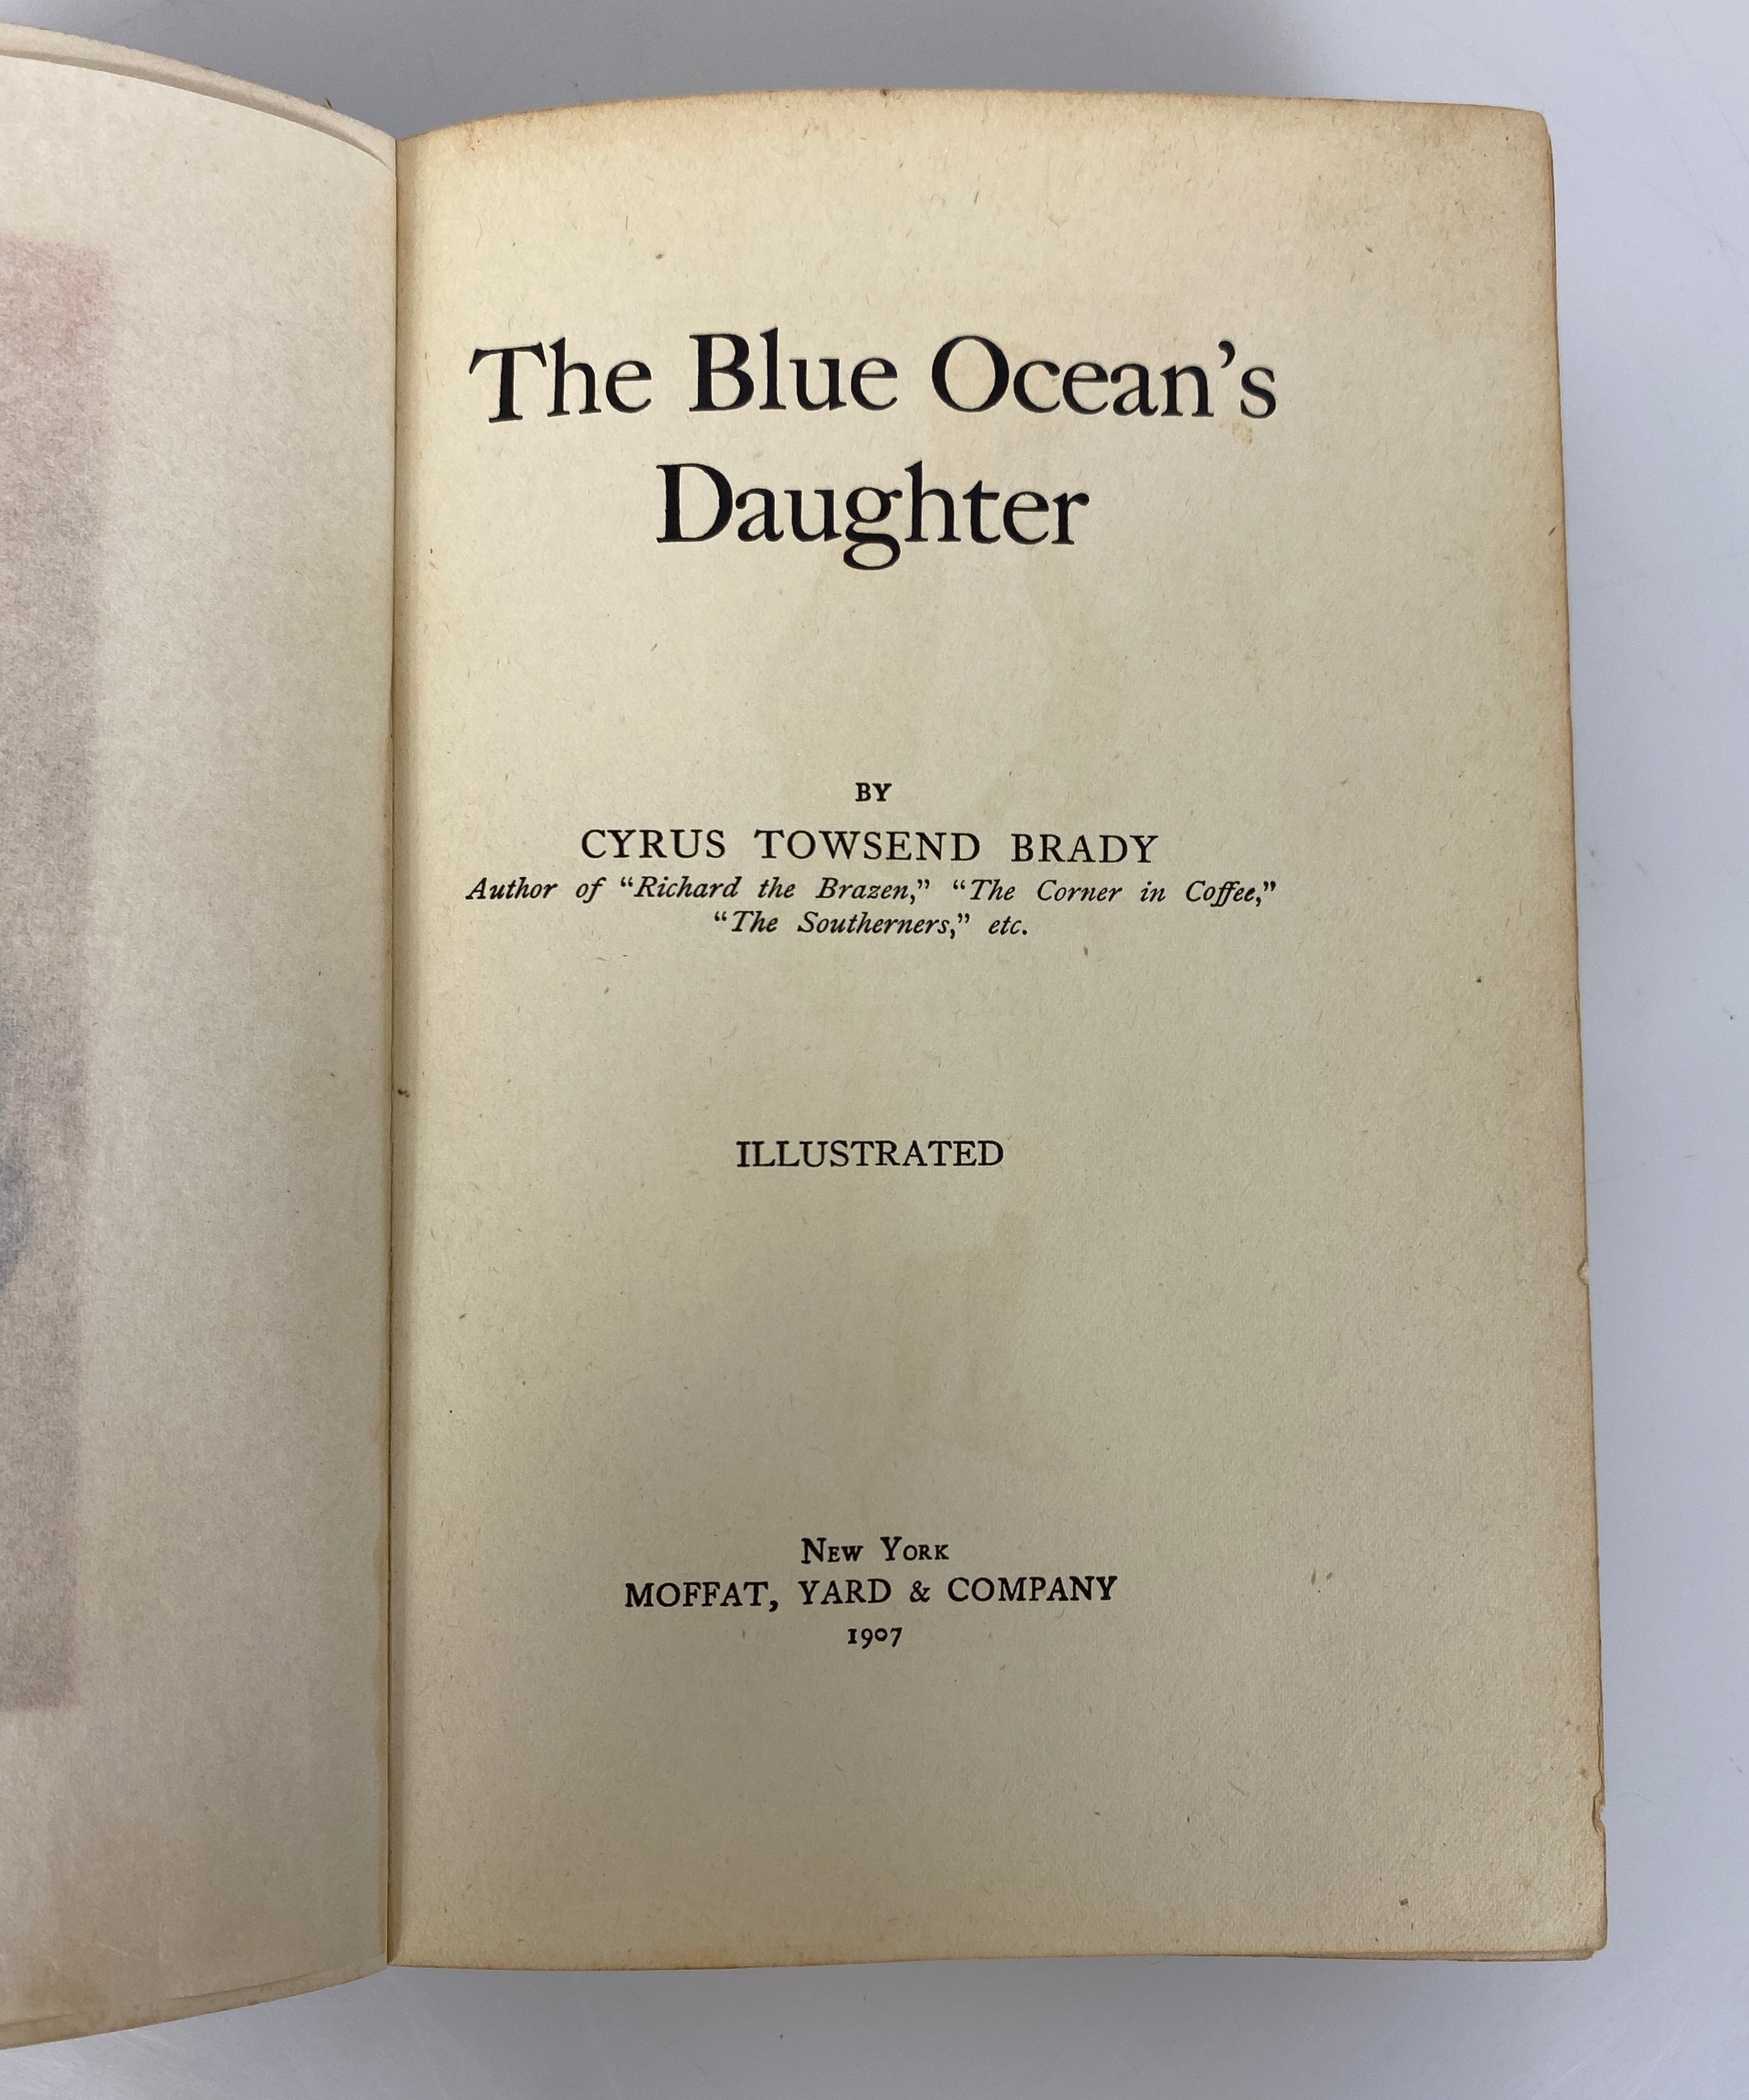 The Blue Ocean's
Daughter
BY
CYRUS TOWSEND BRADY
Author of “Richard the Brazen,” “The Corner in Coffee,”
“The Southerners,” etc.
ILLUSTRATED
New York
MOFFAT, YARD & COMPANY
1907